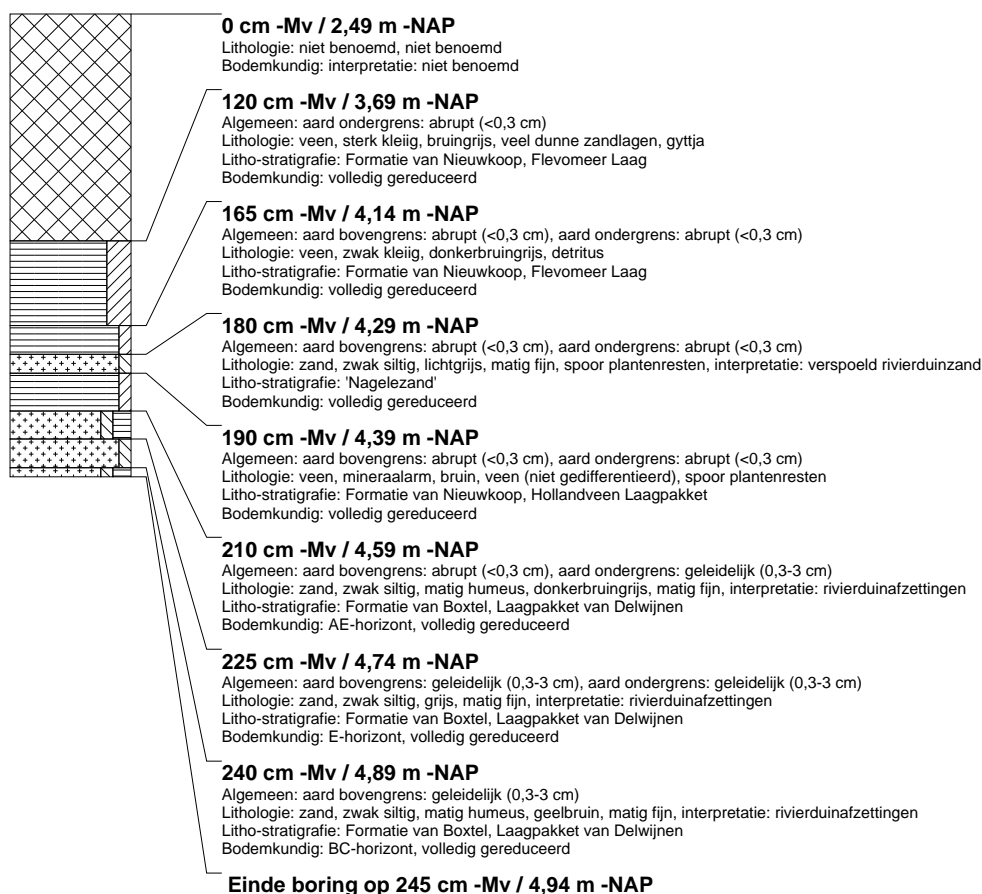 0 cm -Mv / 2,49 m -NAP
Lithologie: niet benoemd, niet benoemd
Bodemkundig: interpretatie: niet benoemd
120 cm -Mv / 3,69 m -NAP
Algemeen: aard ondergrens: abrupt (<0,3 cm)
Lithologie: veen, sterk kleiig, bruingrijs, veel dunne zandlagen, gyttja
Litho-stratigrafie: Formatie van Nieuwkoop, Flevomeer Laag
Bodemkundig: volledig gereduceerd
165 cm -Mv / 4,14 m -NAP
Algemeen: aard bovengrens: abrupt (<0,3 cm), aard ondergrens: abrupt (<0,3 cm)
Lithologie: veen, zwak kleiig, donkerbruingrijs, detritus
Litho-stratigrafie: Formatie van Nieuwkoop, Flevomeer Laag
Bodemkundig: volledig gereduceerd
180 cm -Mv / 4,29 m -NAP
Algemeen: aard bovengrens: abrupt (<0,3 cm), aard ondergrens: abrupt (<0,3 cm)
Lithologie: zand, zwak siltig, lichtgrijs, matig fijn, spoor plantenresten, interpretatie: verspoeld rivierduinzand
Litho-stratigrafie: 'Nagelezand'
Bodemkundig: volledig gereduceerd
190 cm -Mv / 4,39 m -NAP
Algemeen: aard bovengrens: abrupt (<0,3 cm), aard ondergrens: abrupt (<0,3 cm)
Lithologie: veen, mineraalarm, bruin, veen (niet gedifferentieerd), spoor plantenresten
Litho-stratigrafie: Formatie van Nieuwkoop, Hollandveen Laagpakket
Bodemkundig: volledig gereduceerd
210 cm -Mv / 4,59 m -NAP
Algemeen: aard bovengrens: abrupt (<0,3 cm), aard ondergrens: geleidelijk (0,3-3 cm)
Lithologie: zand, zwak siltig, matig humeus, donkerbruingrijs, matig fijn, interpretatie: rivierduinafzettingen
Litho-stratigrafie: Formatie van Boxtel, Laagpakket van Delwijnen
Bodemkundig: AE-horizont, volledig gereduceerd
225 cm -Mv / 4,74 m -NAP
Algemeen: aard bovengrens: geleidelijk (0,3-3 cm), aard ondergrens: geleidelijk (0,3-3 cm)
Lithologie: zand, zwak siltig, grijs, matig fijn, interpretatie: rivierduinafzettingen
Litho-stratigrafie: Formatie van Boxtel, Laagpakket van Delwijnen
Bodemkundig: E-horizont, volledig gereduceerd
240 cm -Mv / 4,89 m -NAP
Algemeen: aard bovengrens: geleidelijk (0,3-3 cm)
Lithologie: zand, zwak siltig, matig humeus, geelbruin, matig fijn, interpretatie: rivierduinafzettingen
Litho-stratigrafie: Formatie van Boxtel, Laagpakket van Delwijnen
Bodemkundig: BC-horizont, volledig gereduceerd
Einde boring op 245 cm -Mv / 4,94 m -NAP